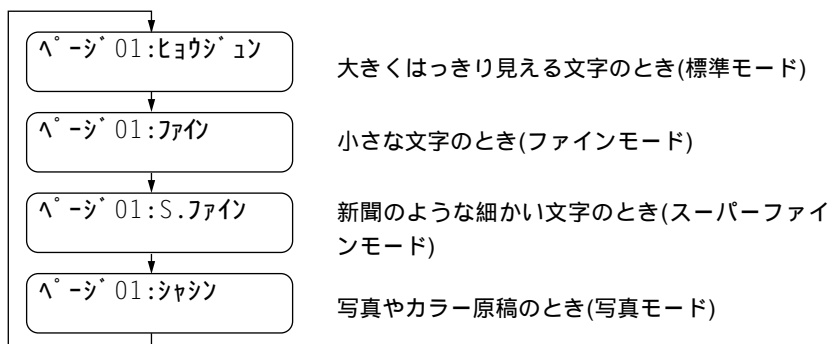 ﾍﾟｰｼﾞ01:ﾋｮｳｼﾞｭﾝ
大きくはっきり見える文字のとき(標準モード)
ﾍﾟｰｼﾞ01:ﾌｧｲﾝ
小さな文字のとき(ファインモード)
ﾍﾟｰｼﾞ01:S.ﾌｧｲﾝ
新聞のような細かい文字のとき(スーパーファイ
ンモード)
ﾍﾟｰｼﾞ01:ｼｬｼﾝ
写真やカラー原稿のとき(写真モード)